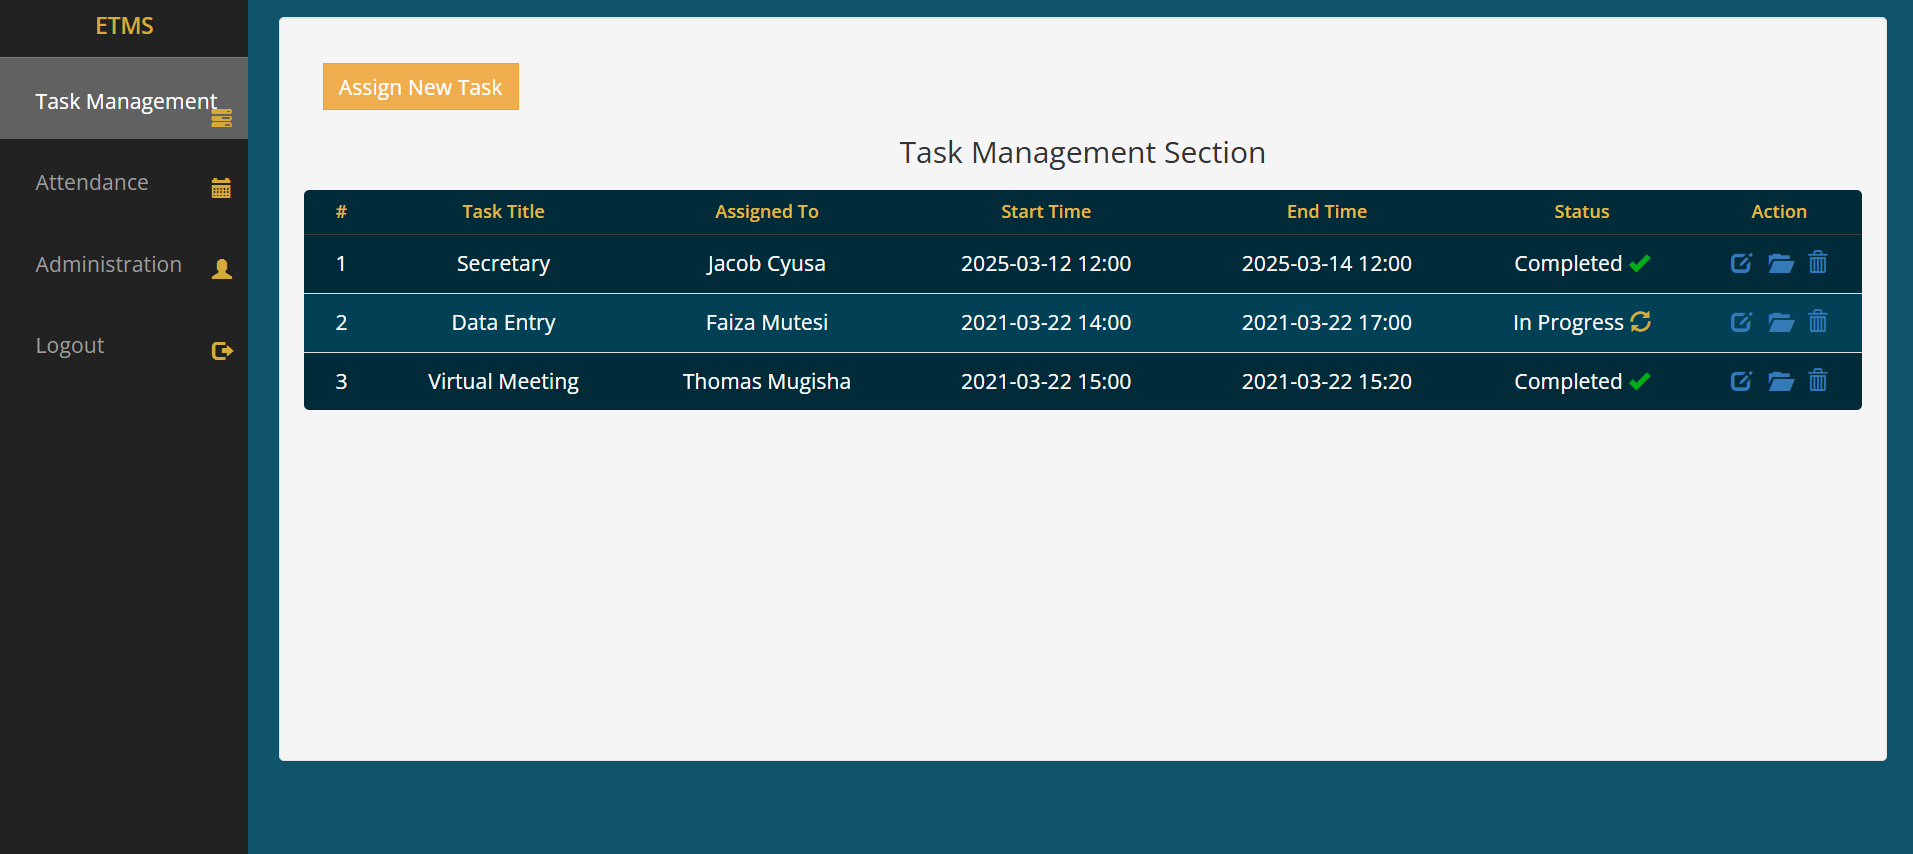 ETMS
Task Management
Attendance
Administration
Logout
Assign New Task
Task Management Section
# Task Title Assigned To Start Time End Time Status Action
1 Secretary Jacob Cyusa 2025-03-12 12:00 2025-03-14 12:00 Completed
2 Data Entry Faiza Mutesi 2021-03-22 14:00 2021-03-22 17:00 In Progress
3 Virtual Meeting Thomas Mugisha 2021-03-22 15:00 2021-03-22 15:20 Completed